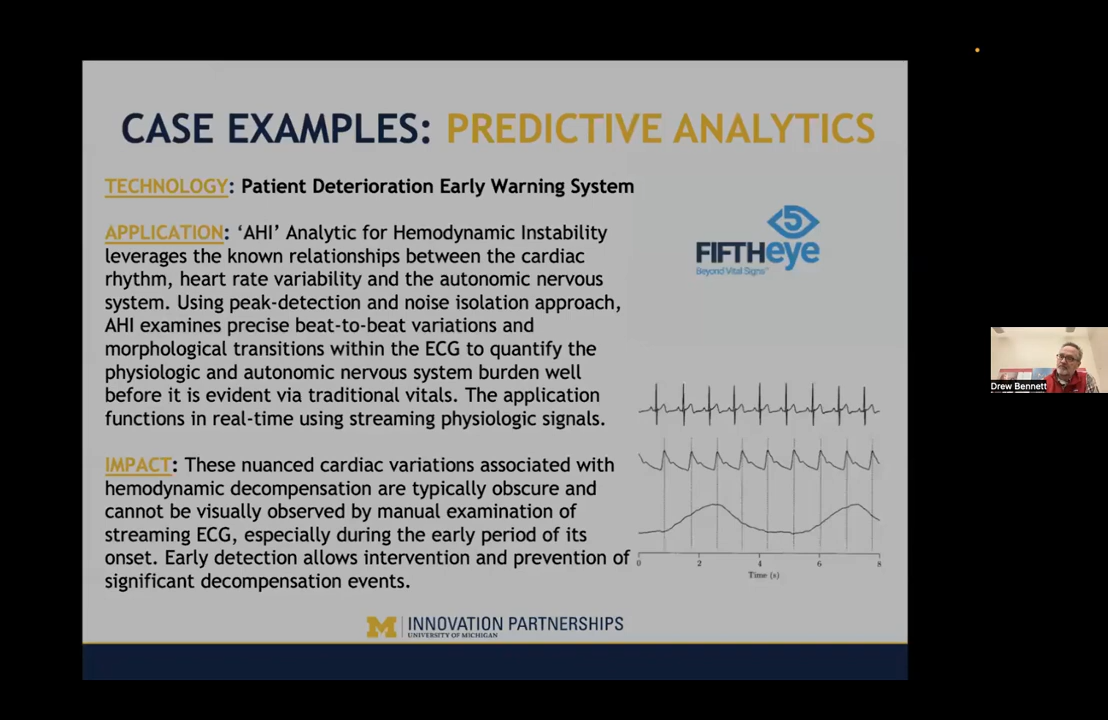 CASE EXAMPLES: PREDICTIVE ANALYTICS
TECHNOLOGY: Patient Deterioration Early Warning System
APPLICATION: ‘AHI’ Analytic for Hemodynamic Instability
leverages the known relationships between the cardiac
rhythm, heart rate variability and the autonomic nervous
system. Using peak-detection and noise isolation approach,
AHI examines precise beat-to-beat variations and
morphological transitions within the ECG to quantify the
physiologic and autonomic nervous system burden well
before it is evident via traditional vitals. The application
functions in real-time using streaming physiologic signals.
IMPACT: These nuanced cardiac variations associated with
hemodynamic decompensation are typically obscure and
cannot be visually observed by manual examination of
streaming ECG, especially during the early period of its
onset. Early detection allows intervention and prevention of
significant decompensation events.
5
FIFTHeye
Beyond Vital Signs™
0 2 4 6 8
Time (s)
M INNOVATION PARTNERSHIPS
UNIVERSITY OF MICHIGAN
Drew Bennett